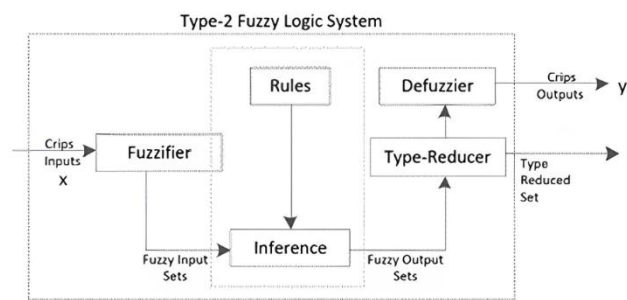 Type-2 Fuzzy Logic System
Rules
Defuzzier
Crips
Outputs
y
Crips
Inputs
X
Fuzzifier
Type-Reducer
Type
Reduced
Set
Inference
Fuzzy Input
Sets
Fuzzy Output
Sets